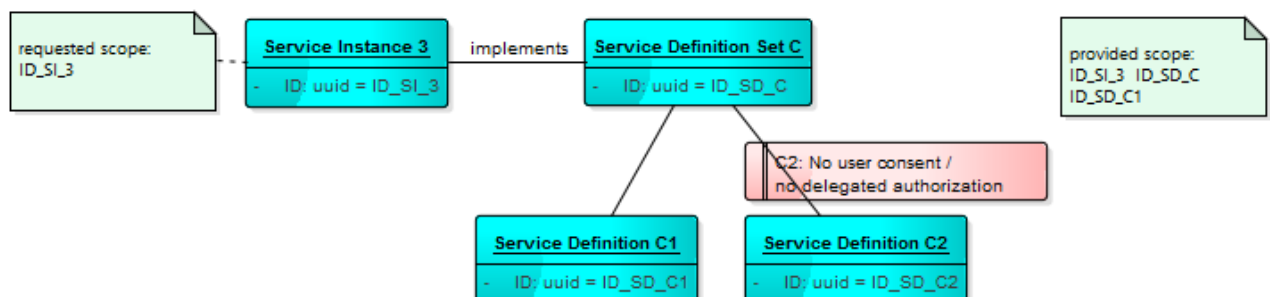 requested scope:
ID_SI_3
Service Instance 3
- ID: uuid = ID_SI_3
implements
Service Definition Set C
- ID: uuid = ID_SD_C
provided scope:
ID_SI_3 ID_SD_C
ID_SD_C1
C2: No user consent /
no delegated authorization
Service Definition C1
- ID: uuid = ID_SD_C1
Service Definition C2
- ID: uuid = ID_SD_C2